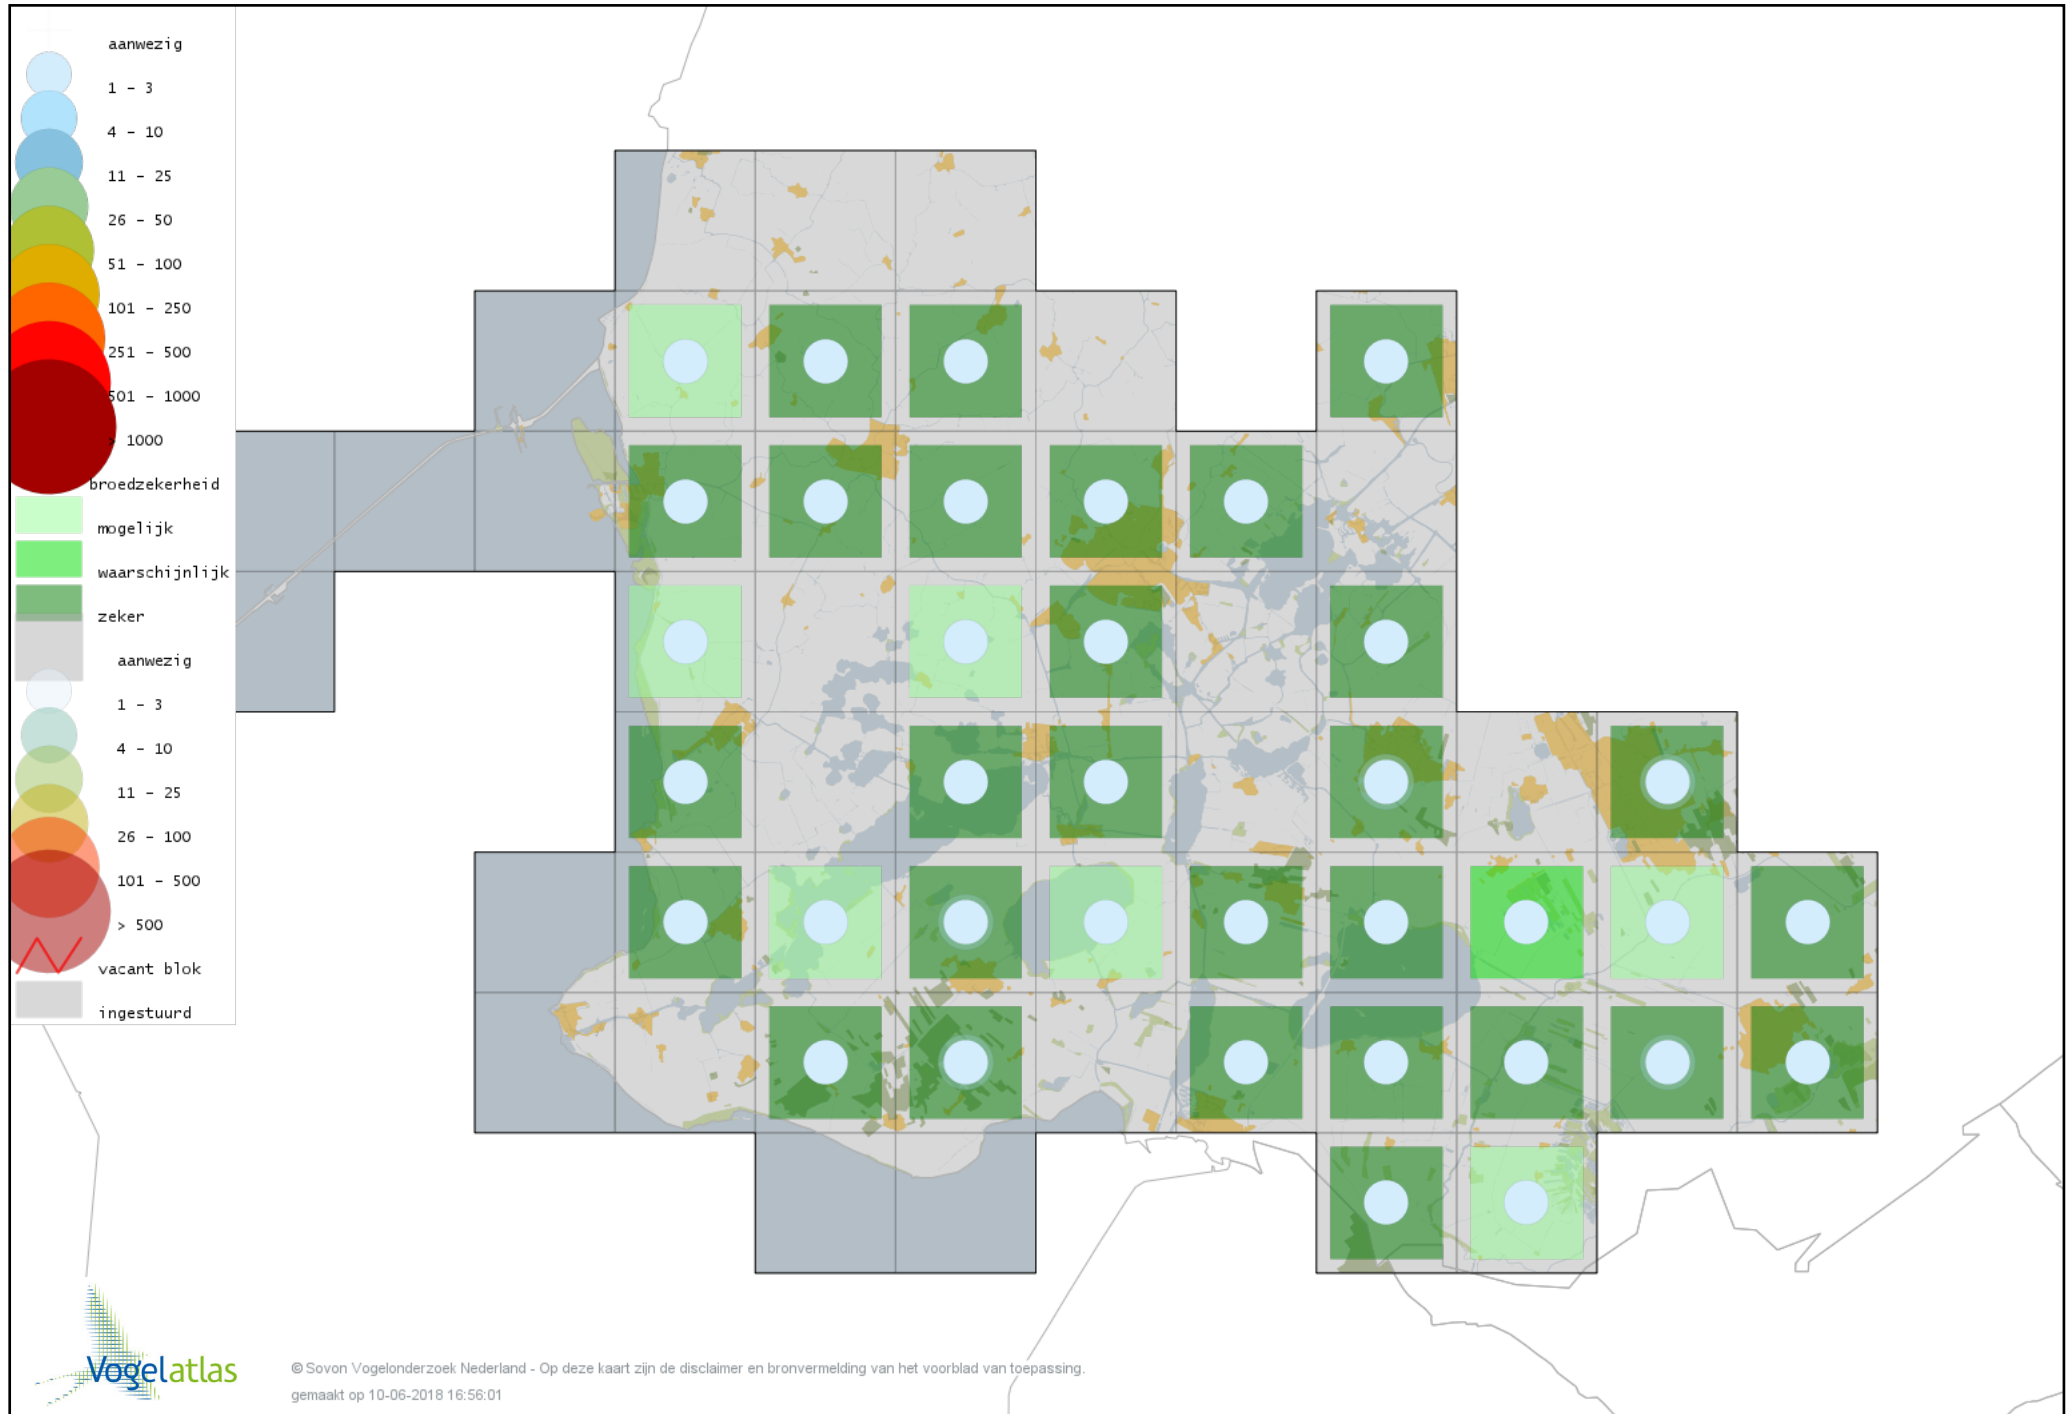 aanwezig
1 - 3
4 - 10
11 - 25
26 - 50
51 - 100
101 - 250
251 - 500
501 - 1000
> 1000
broedzekerheid
mogelijk
waarschijnlijk
zeker
aanwezig
1 - 3
4 - 10
11 - 25
26 - 100
101 - 500
> 500
vacant blok
ingestuurd
Vogelatlas
© Sovon Vogelonderzoek Nederland - Op deze kaart zijn de disclaimer en bronvermelding van het voorblad van toepassing.
gemaakt op 10-06-2018 16:56:01